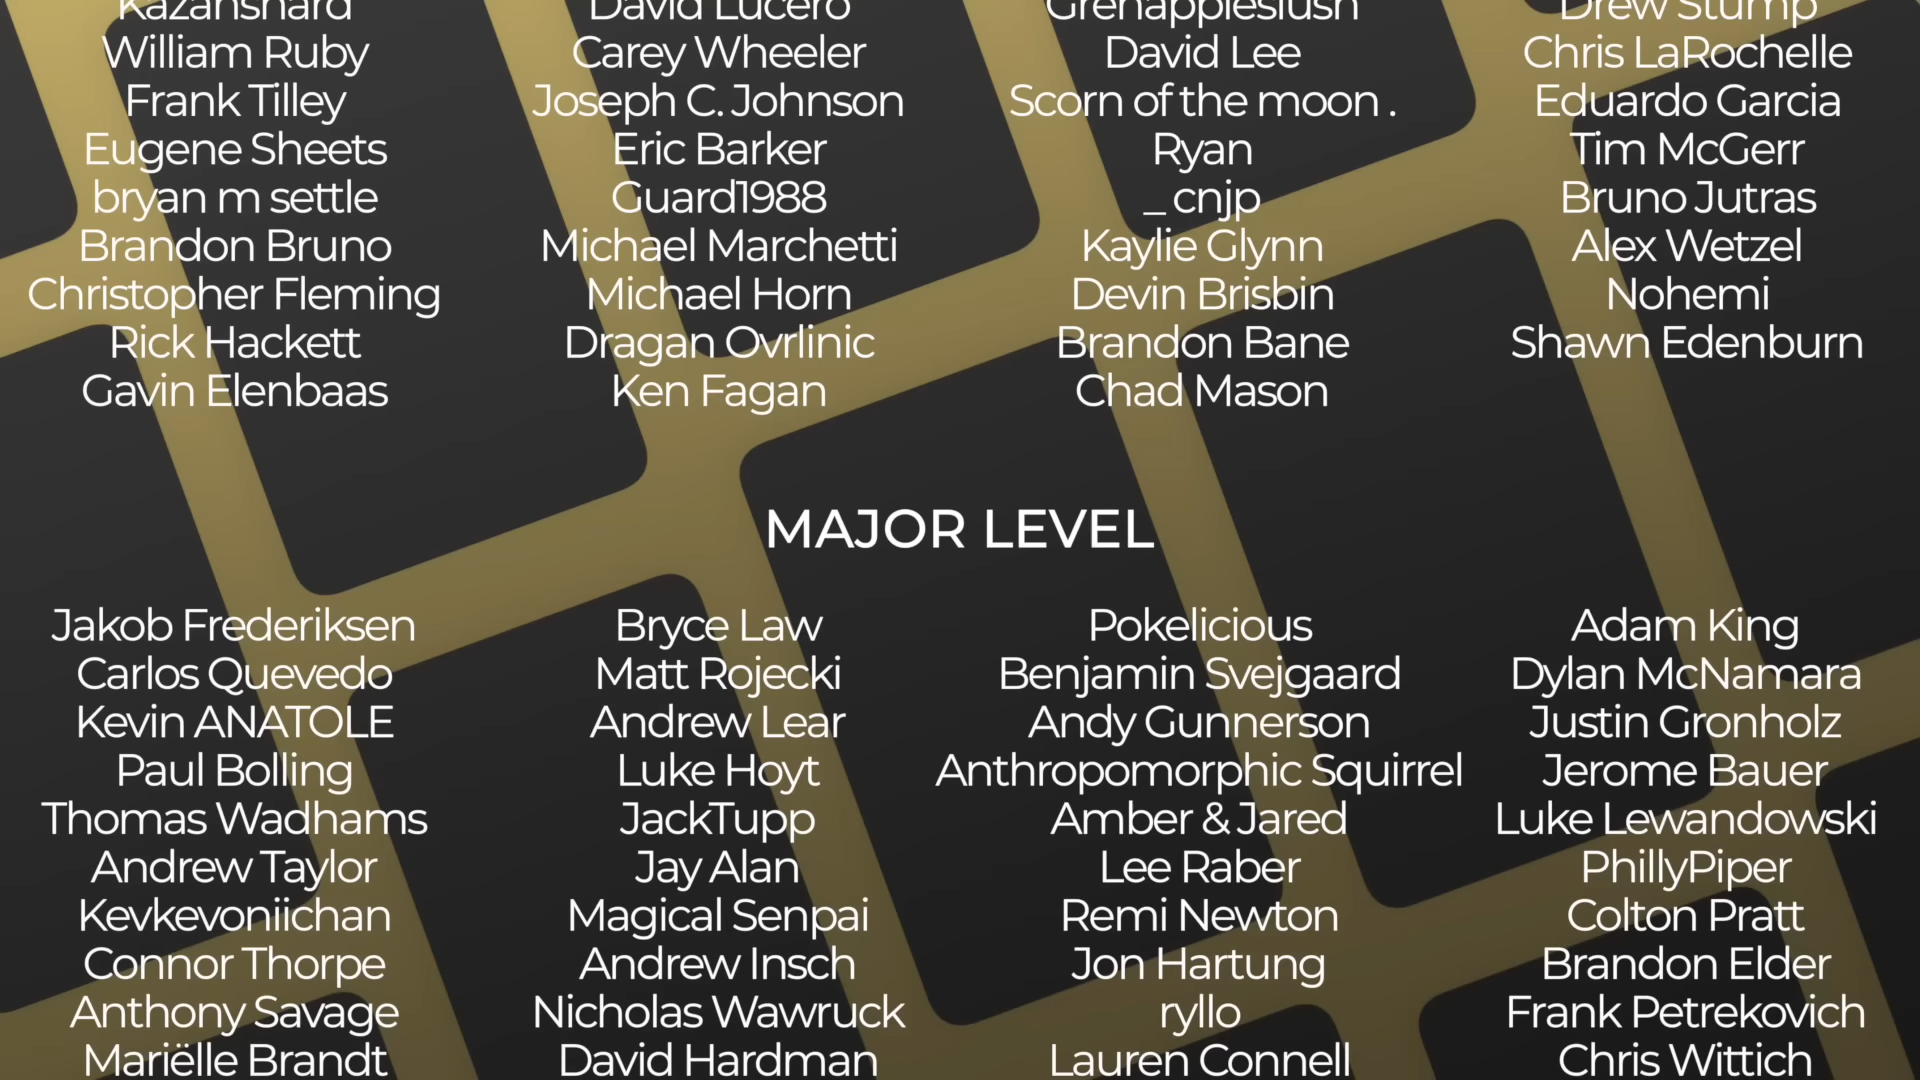 Kazanshard David Lucero Grenappleslush Drew Stump
William Ruby Carey Wheeler David Lee Chris LaRochelle
Frank Tilley Joseph C. Johnson Scorn of the moon . Eduardo Garcia
Eugene Sheets Eric Barker Ryan Tim McGerr
bryan m settle Guard1988 _ cnjp Bruno Jutras
Brandon Bruno Michael Marchetti Kaylie Glynn Alex Wetzel
Christopher Fleming Michael Horn Devin Brisbin Nohemi
Rick Hackett Dragan Ovrlinic Brandon Bane Shawn Edenburn
Gavin Elenbaas Ken Fagan Chad Mason
MAJOR LEVEL
Jakob Frederiksen Bryce Law Pokelicious Adam King
Carlos Quevedo Matt Rojecki Benjamin Svejgaard Dylan McNamara
Kevin ANATOLE Andrew Lear Andy Gunnerson Justin Gronholz
Paul Bolling Luke Hoyt Anthropomorphic Squirrel Jerome Bauer
Thomas Wadhams JackTupp Amber & Jared Luke Lewandowski
Andrew Taylor Jay Alan Lee Raber PhillyPiper
Kevkevoniichan Magical Senpai Remi Newton Colton Pratt
Connor Thorpe Andrew Insch Jon Hartung Brandon Elder
Anthony Savage Nicholas Wawruck ryllo Frank Petrekovich
Mariëlle Brandt David Hardman Lauren Connell Chris Wittich